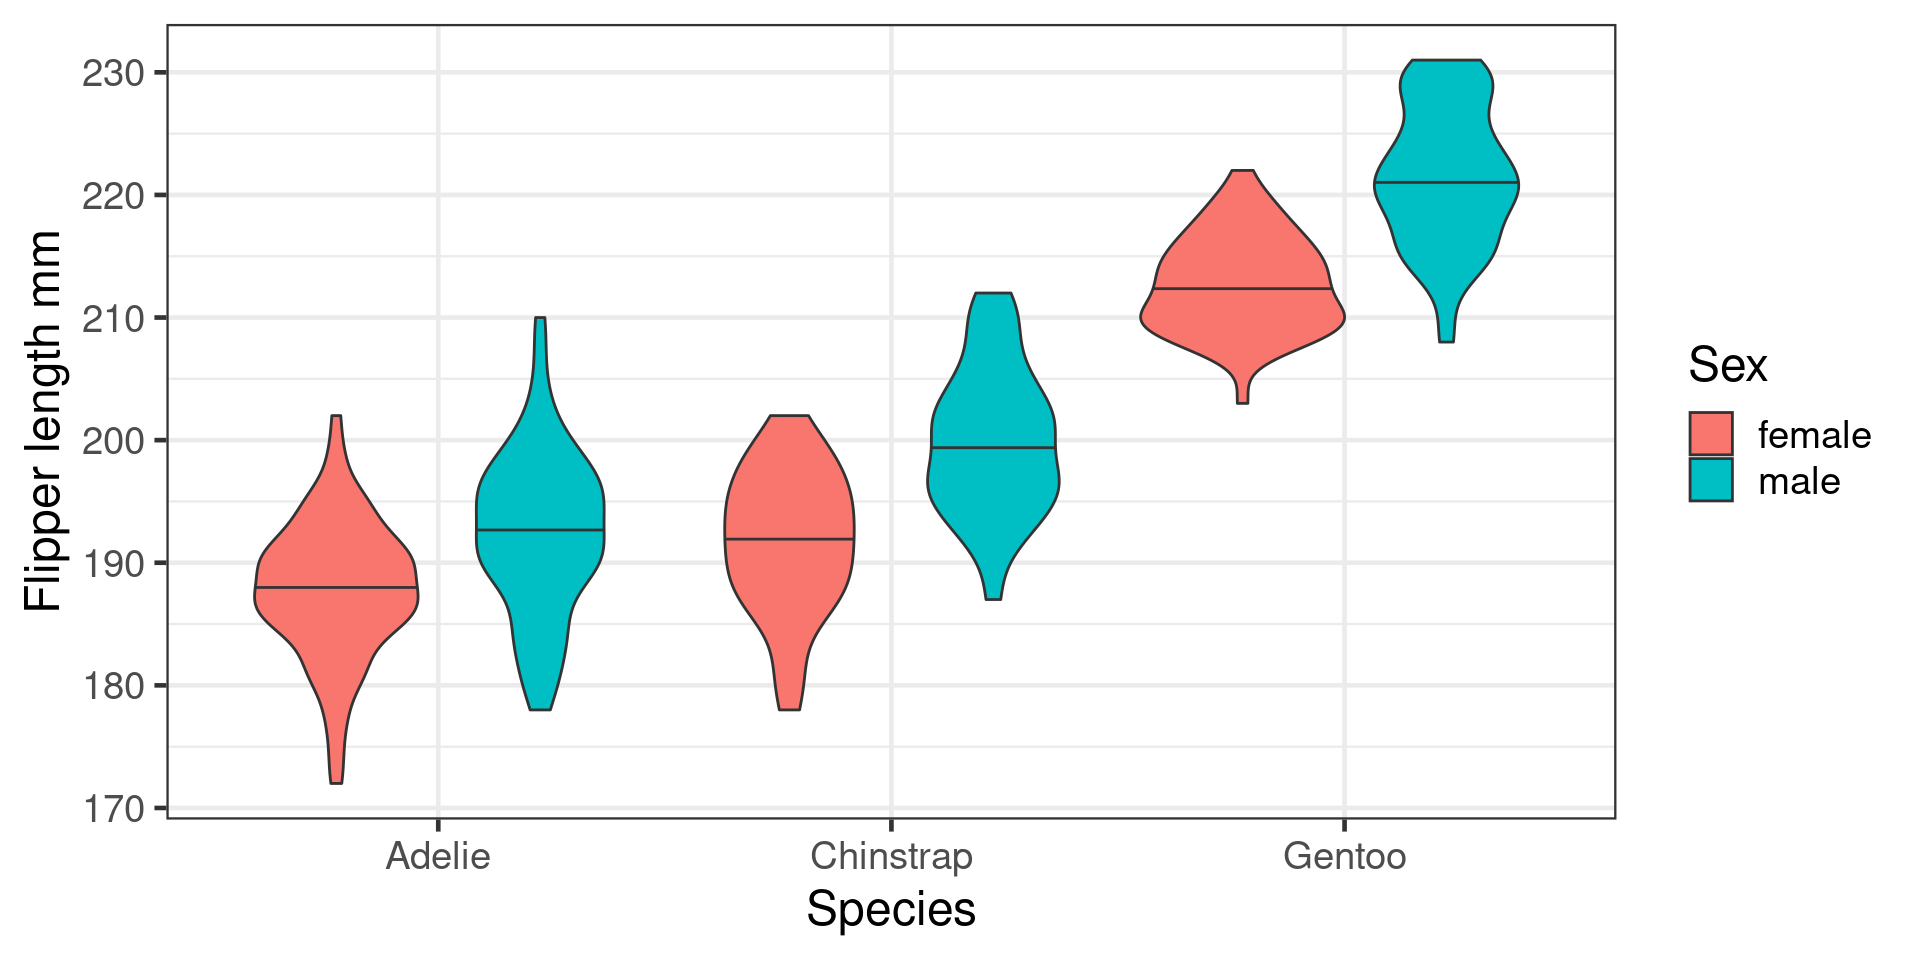 Flipper length mm
230
220
210
200
190
180
170
Adelie Chinstrap Gentoo
Species
Sex
female
male